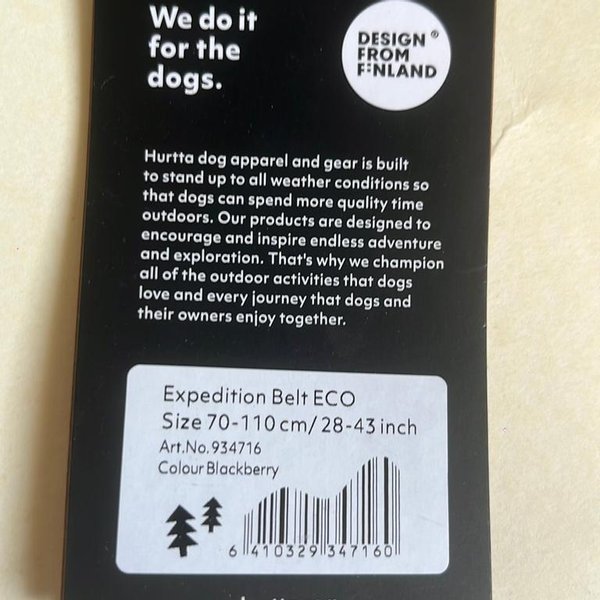 We do it
for the
dogs.
DESIGN®
FROM
FINLAND
Hurtta dog apparel and gear is built
to stand up to all weather conditions so
that dogs can spend more quality time
outdoors. Our products are designed to
encourage and inspire endless adventure
and exploration. That's why we champion
all of the outdoor activities that dogs
love and every journey that dogs and
their owners enjoy together.
Expedition Belt ECO
Size 70-110 cm/ 28-43 inch
Art.No. 934716
Colour Blackberry
6 410329 347160